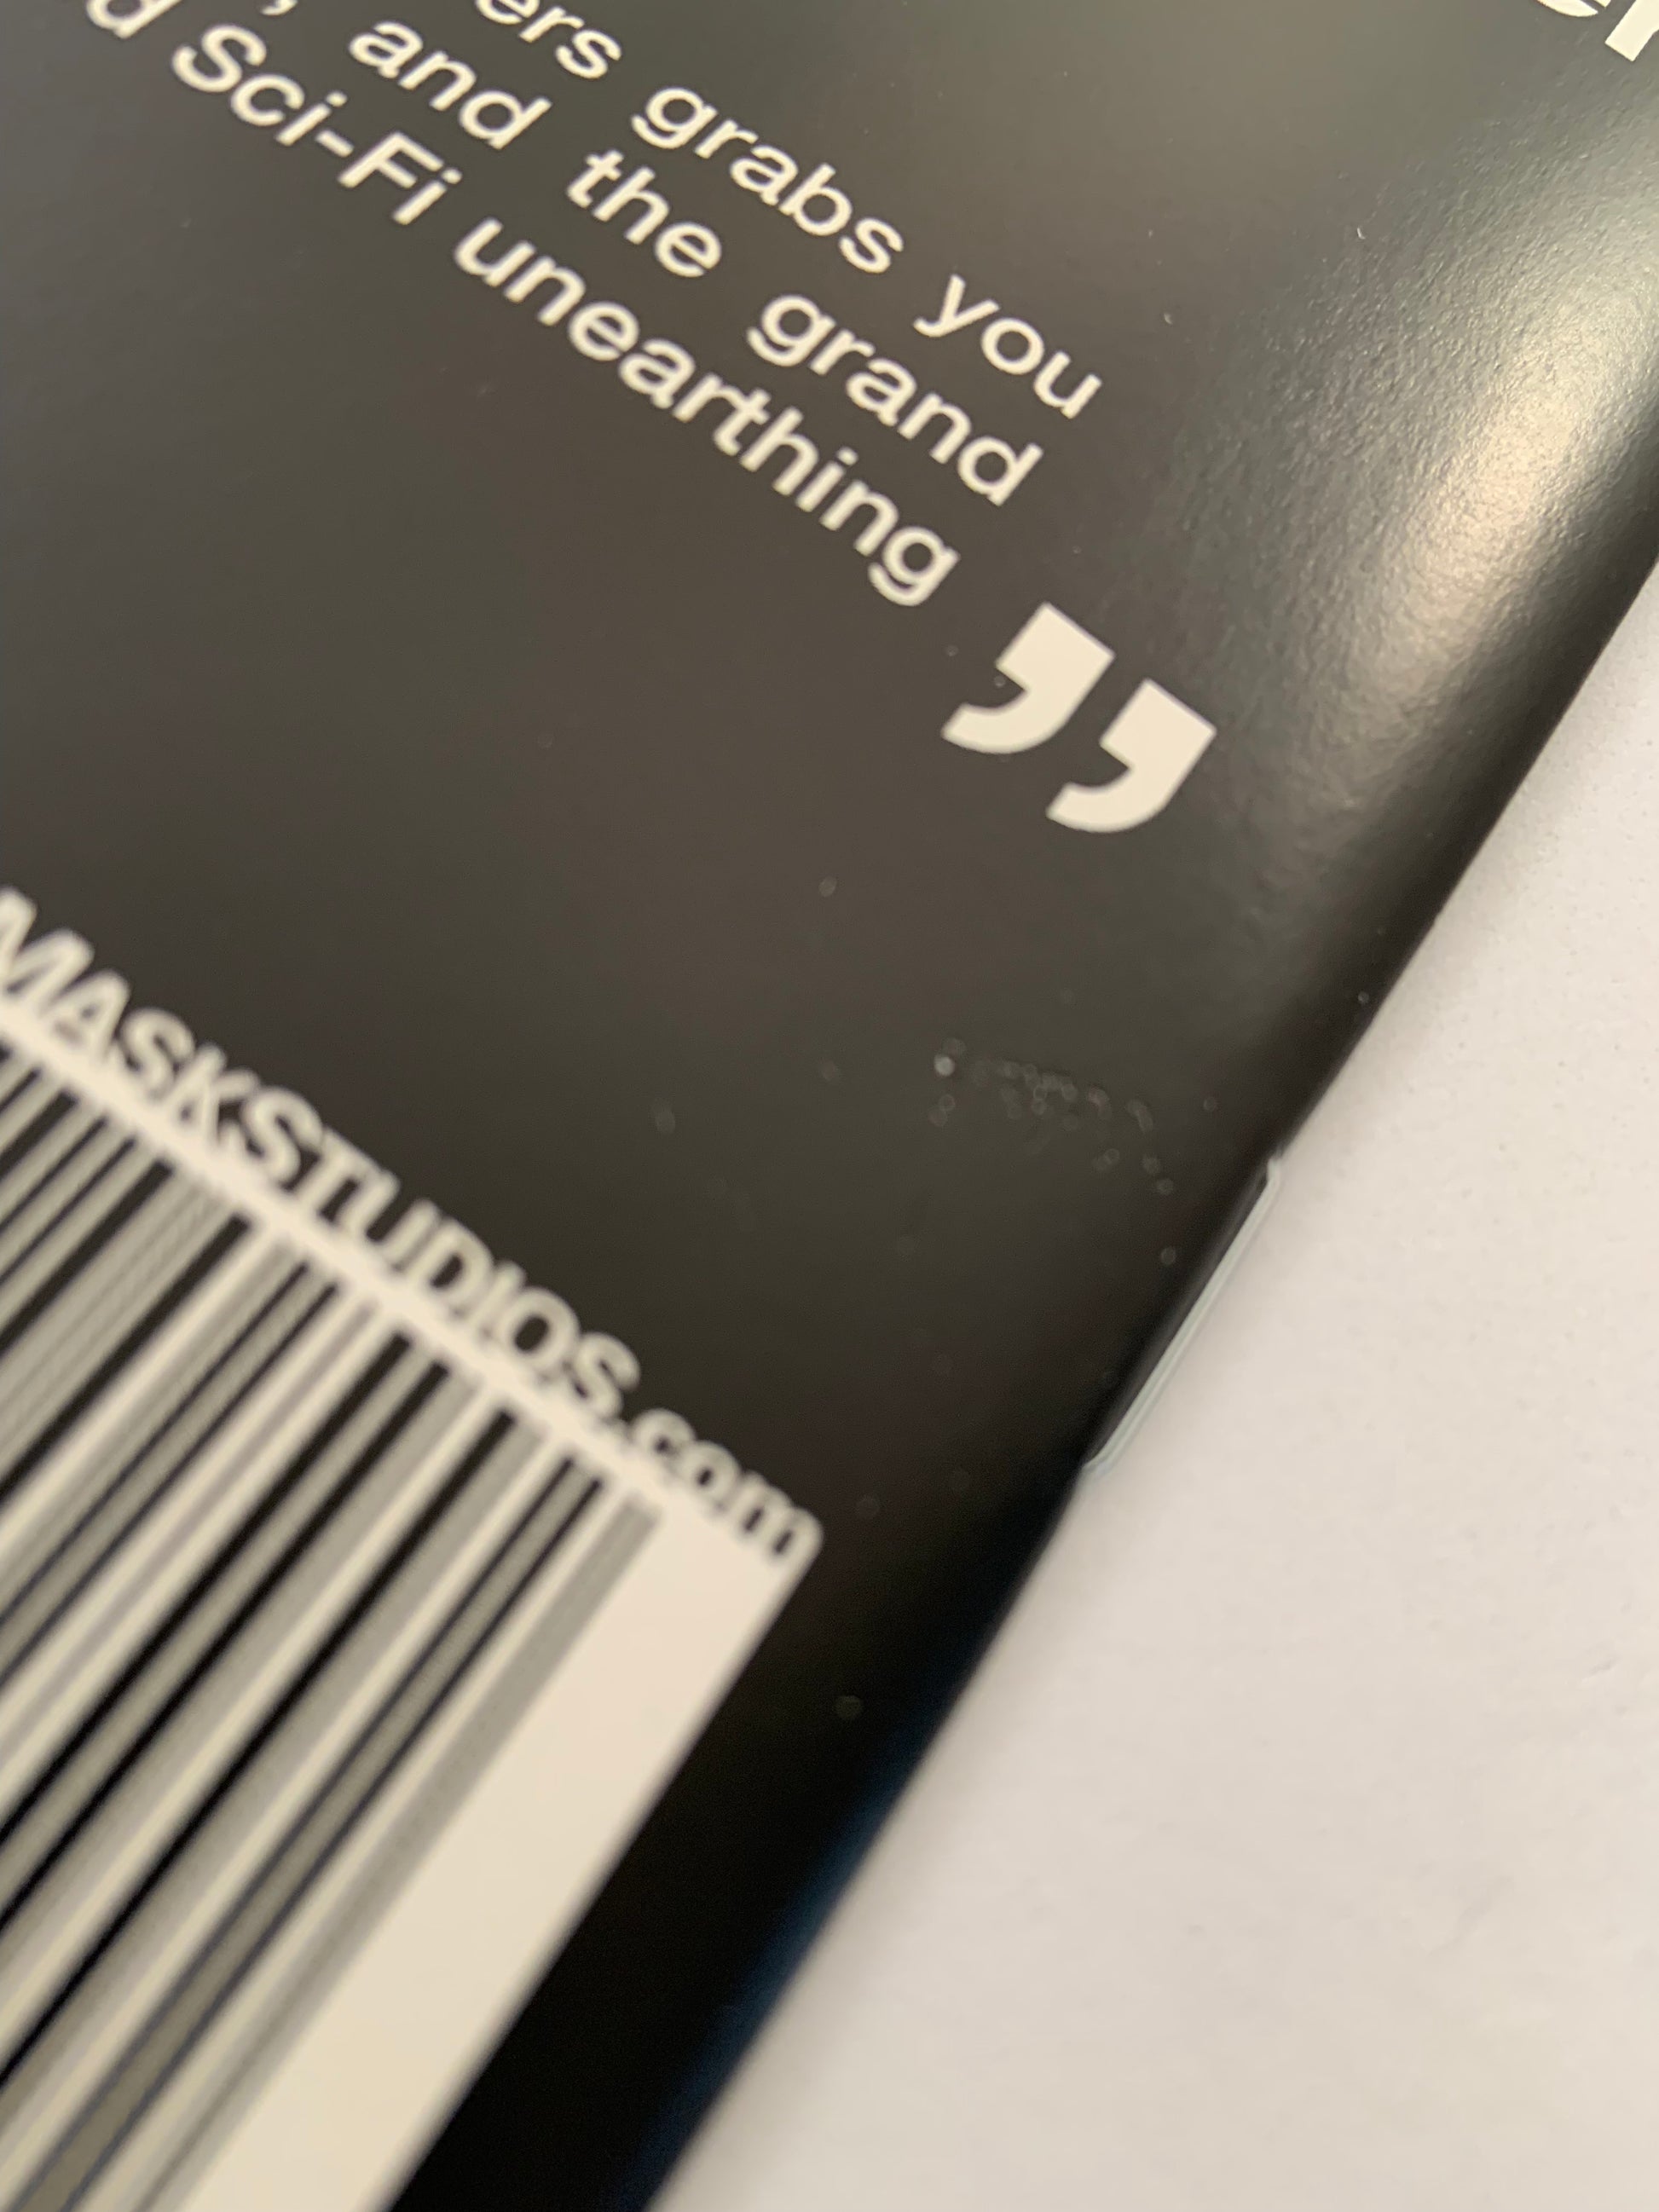 grabs you
, and the grand
Sci-Fi unearthing
”
MASKSTUDIOS.com